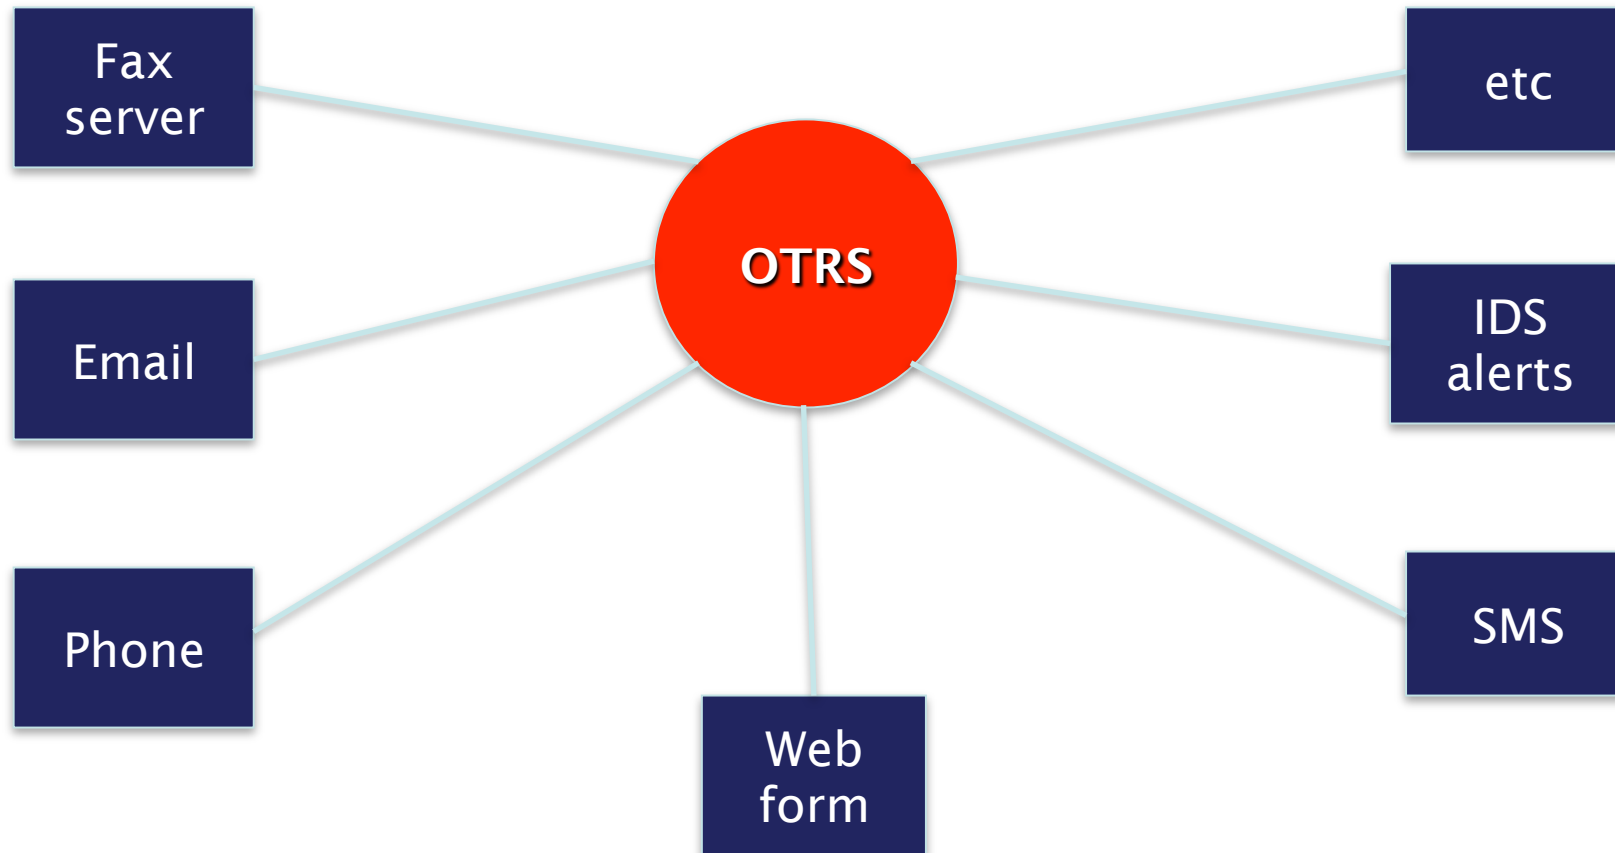 Fax
server
etc
OTRS
Email
IDS
alerts
Phone
SMS
Web
form